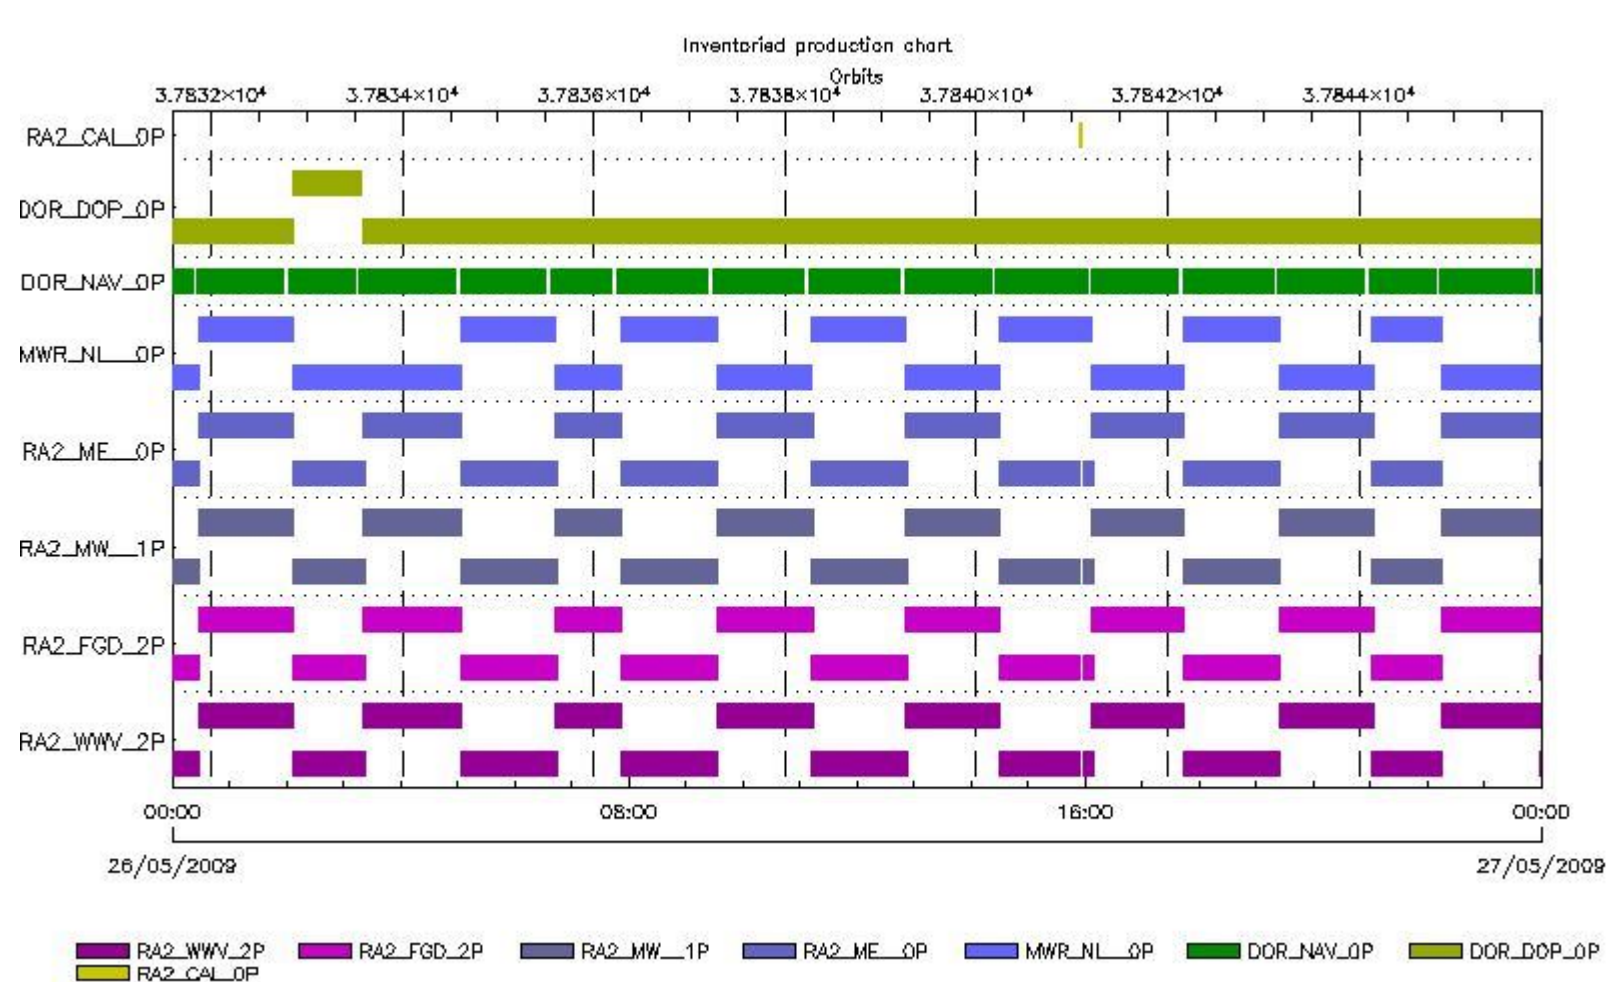 Inventoried production chart
Orbits
3.7832×10⁴ 3.7834×10⁴ 3.7836×10⁴ 3.7838×10⁴ 3.7840×10⁴ 3.7842×10⁴ 3.7844×10⁴
RA2_CAL_0P
DOR_DOP_0P
DOR_NAV_0P
MWR_NL__0P
RA2_ME__0P
RA2_MW__1P
RA2_FGD_2P
RA2_WWV_2P
00:00 08:00 16:00 00:00
26/05/2009 27/05/2009
RA2_WWV_2P RA2_FGD_2P RA2_MW__1P RA2_ME__0P MWR_NL__0P DOR_NAV_0P DOR_DOP_0P
RA2_CAL_0P